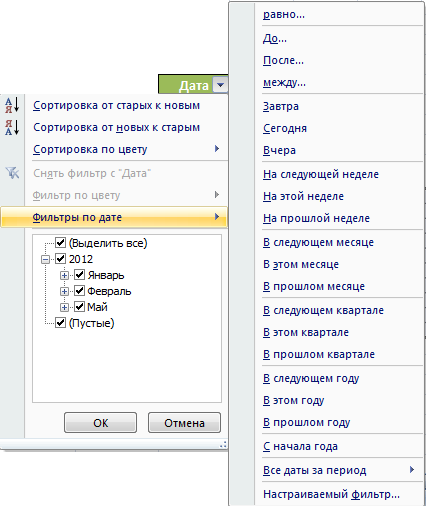 Дата
Сортировка от старых к новым
Сортировка от новых к старым
Сортировка по цвету
Снять фильтр с "Дата"
Фильтр по цвету
Фильтры по дате
(Выделить все)
2012
Январь
Февраль
Май
(Пустые)
ОК
Отмена
равно...
До...
После...
между...
Завтра
Сегодня
Вчера
На следующей неделе
На этой неделе
На прошлой неделе
В следующем месяце
В этом месяце
В прошлом месяце
В следующем квартале
В этом квартале
В прошлом квартале
В следующем году
В этом году
В прошлом году
С начала года
Все даты за период
Настраиваемый фильтр...